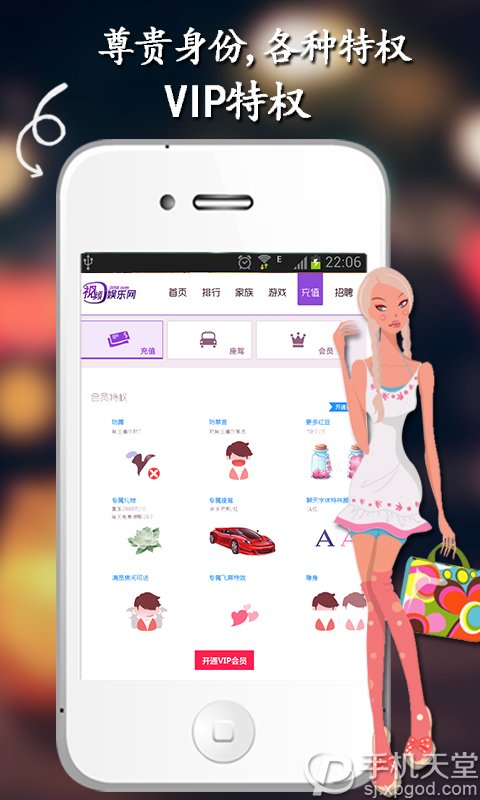 尊贵身份,各种特权
VIP特权
E 22:06
视频娱乐网
首页 排行 家族 游戏 充值 招聘
充值 座驾 会员
会员特权
开通
防踢 防禁言 更多红豆
专属礼物 专属座驾 聊天字体特殊颜
满员房间可进 专属飞屏特效 隐身
开通VIP会员
手机天堂
sj.xpgod.com